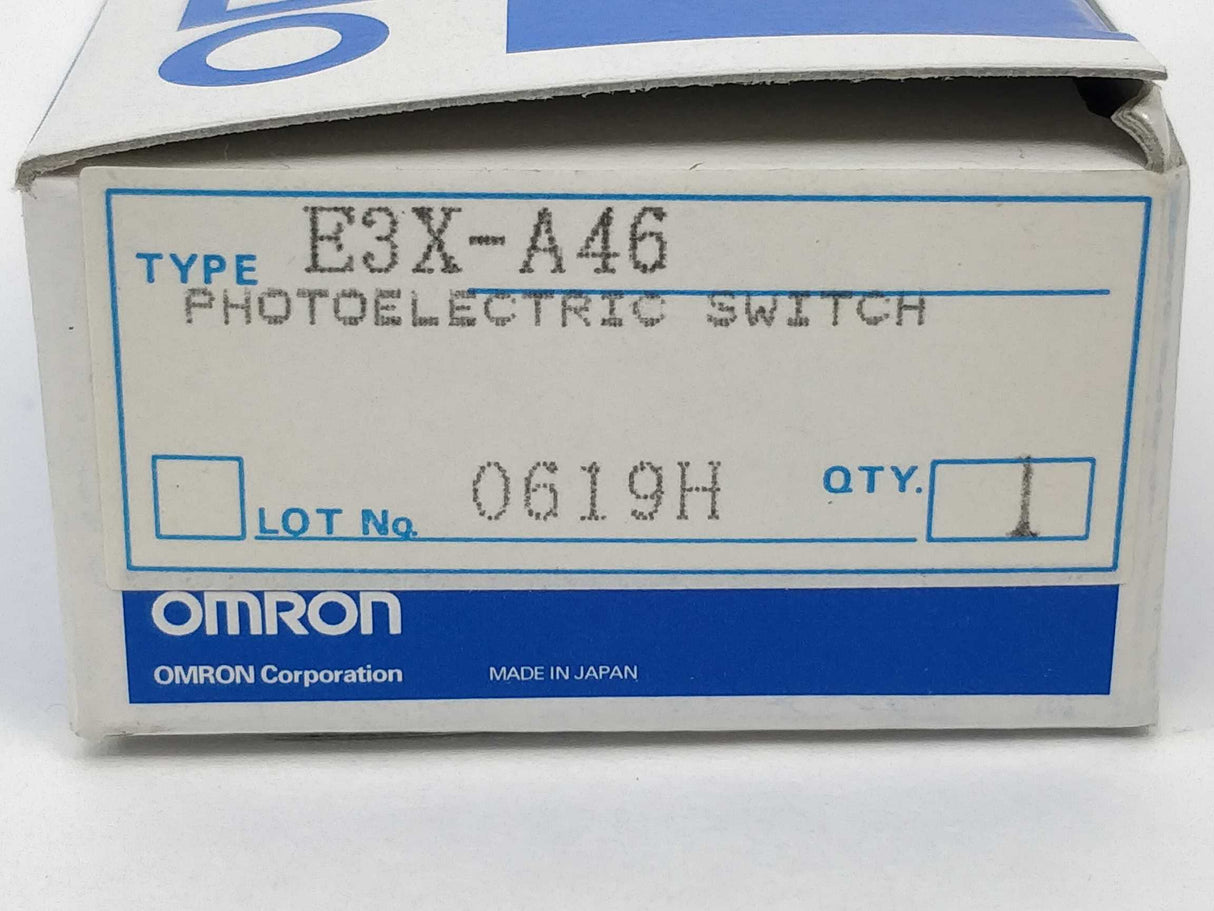 TYPE E3X-A46
PHOTOELECTRIC SWITCH
LOT No. 0619H QTY. 1
OMRON
OMRON Corporation MADE IN JAPAN